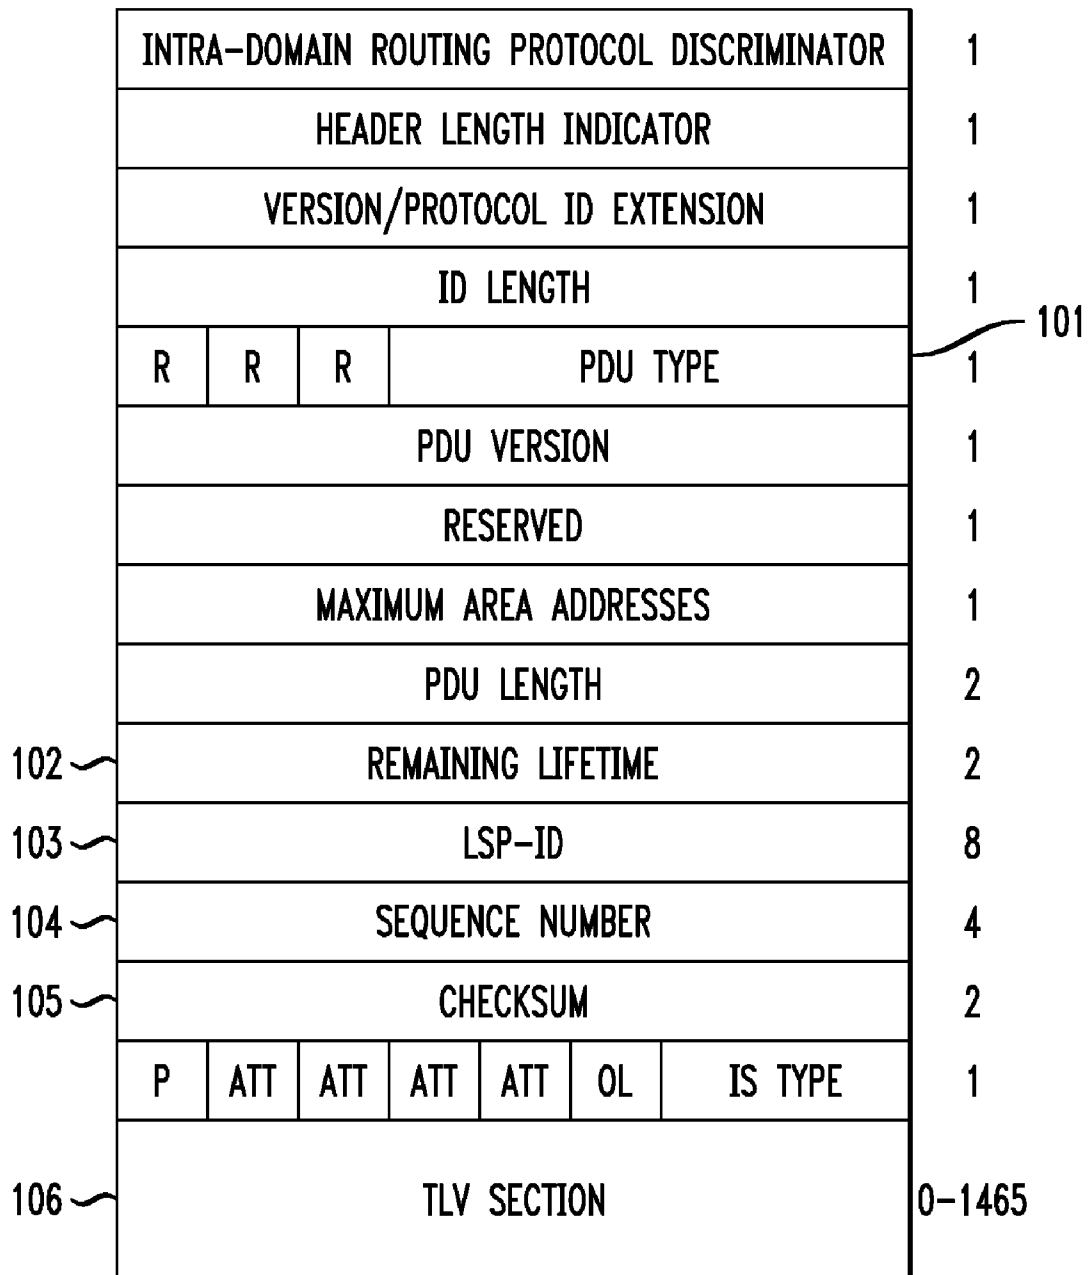 INTRA-DOMAIN ROUTING PROTOCOL DISCRIMINATOR 1
HEADER LENGTH INDICATOR 1
VERSION/PROTOCOL ID EXTENSION 1
ID LENGTH 1
101
R R R PDU TYPE 1
PDU VERSION 1
RESERVED 1
MAXIMUM AREA ADDRESSES 1
PDU LENGTH 2
102 REMAINING LIFETIME 2
103 LSP-ID 8
104 SEQUENCE NUMBER 4
105 CHECKSUM 2
P ATT ATT ATT ATT OL IS TYPE 1
106 TLV SECTION 0-1465